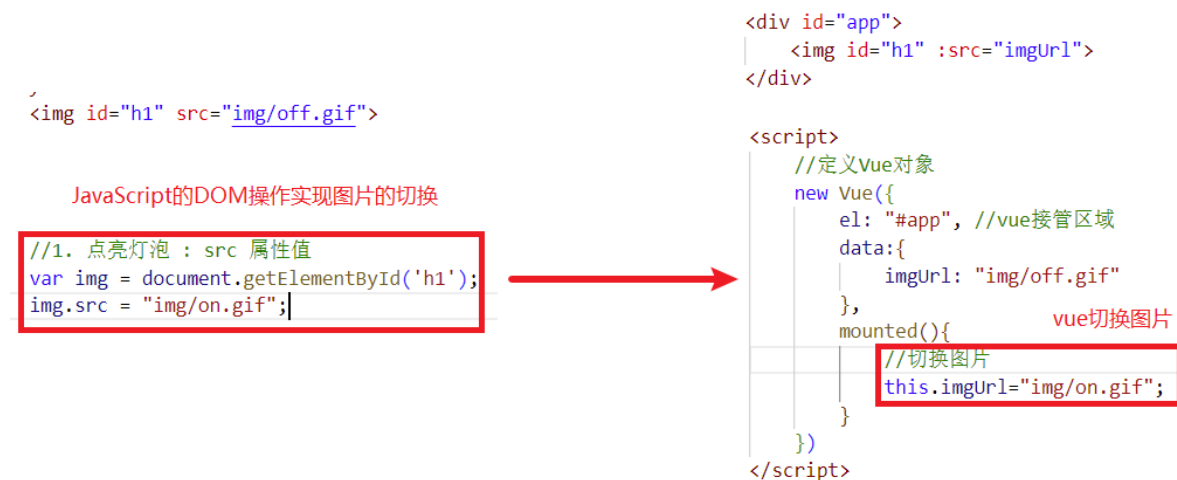 <img id="h1" src="img/off.gif">
JavaScript的DOM操作实现图片的切换
//1. 点亮灯泡 : src 属性值
var img = document.getElementById('h1');
img.src = "img/on.gif";
<div id="app">
<img id="h1" :src="imgUrl">
</div>
<script>
//定义Vue对象
new Vue({
el: "#app", //vue接管区域
data:{
imgUrl: "img/off.gif"
},
mounted(){
vue切换图片
//切换图片
this.imgUrl="img/on.gif";
}
})
</script>